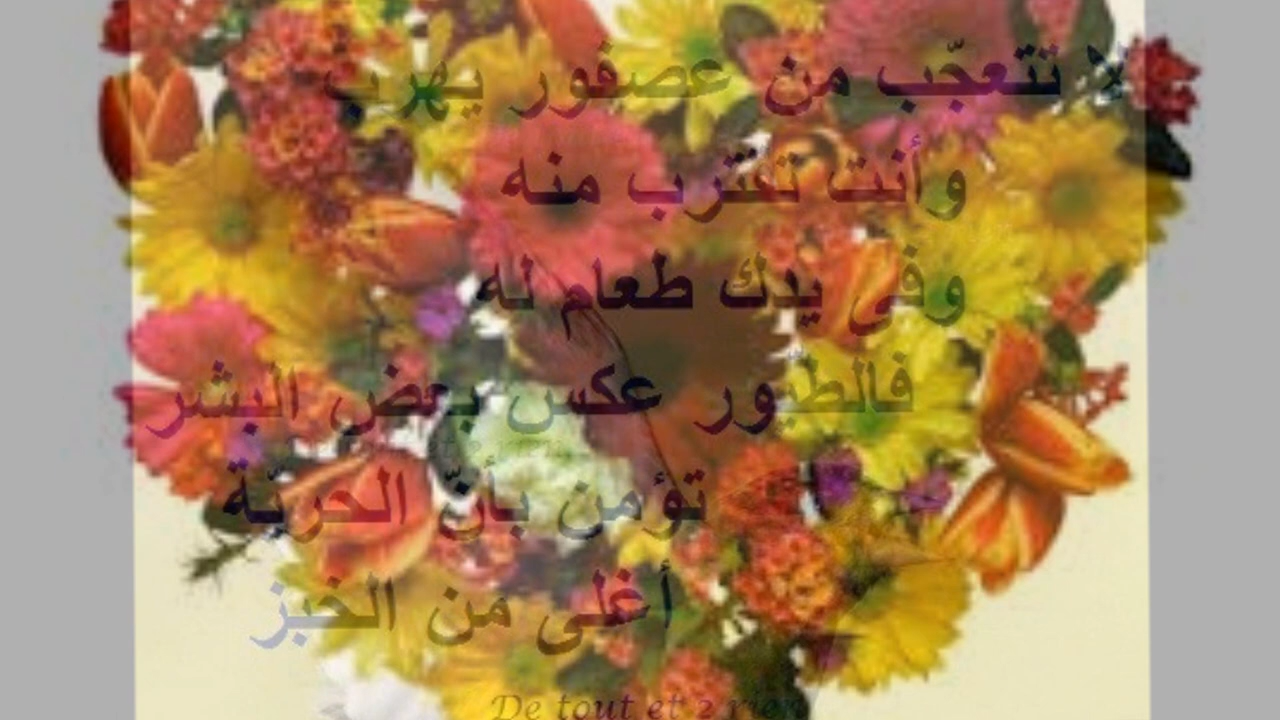 لا تتعجّب من عصفور يهرب
وأنت تقترب منه
وفي يدك طعام له
فالطيور عكس بعض البشر
تؤمن بأنّ الحريّة
أغلى من الخبز
De tout et 2 rien